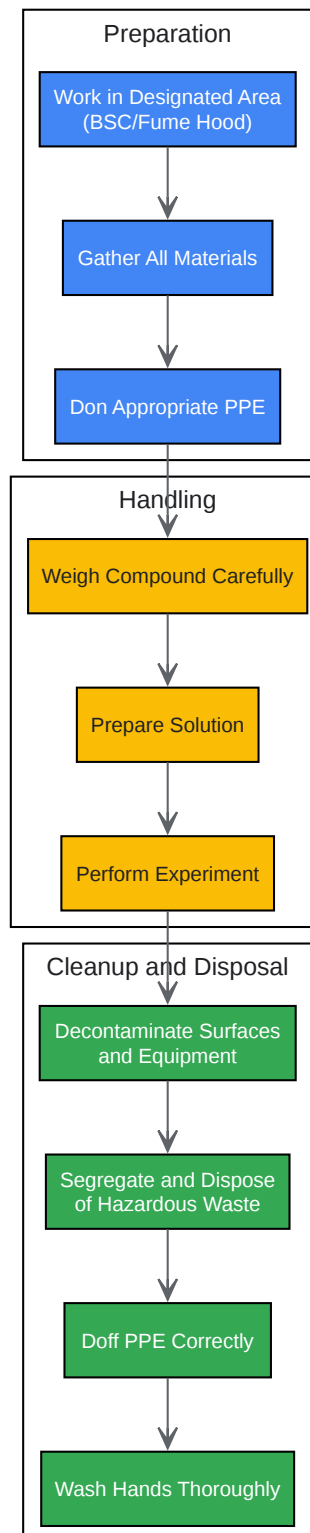 Preparation
Work in Designated Area
(BSC/Fume Hood)
Gather All Materials
Don Appropriate PPE
Handling
Weigh Compound Carefully
Prepare Solution
Perform Experiment
Cleanup and Disposal
Decontaminate Surfaces
and Equipment
Segregate and Dispose
of Hazardous Waste
Doff PPE Correctly
Wash Hands Thoroughly